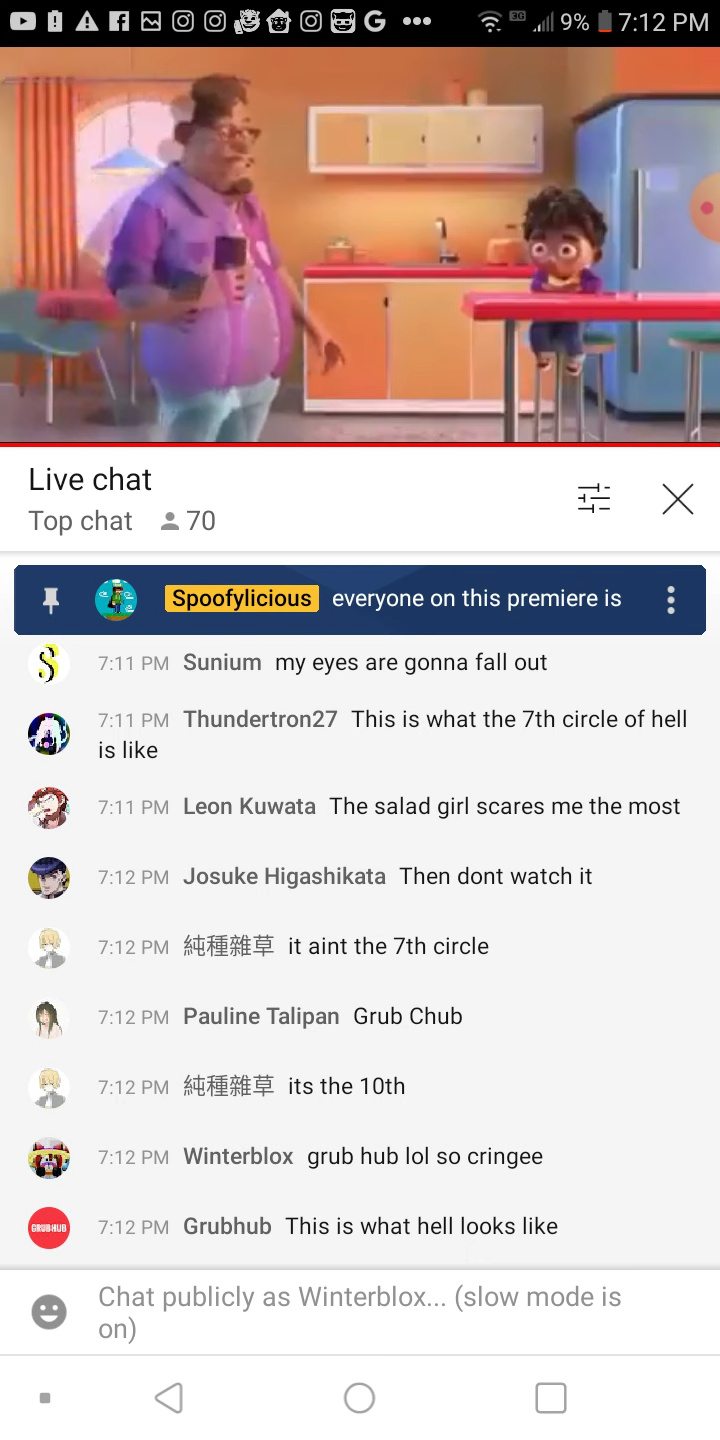 G
3G
9%
7:12 PM
Live chat
Top chat 70
Spoofylicious everyone on this premiere is
7:11 PM Sunium my eyes are gonna fall out
7:11 PM Thundertron27 This is what the 7th circle of hell
is like
7:11 PM Leon Kuwata The salad girl scares me the most
7:12 PM Josuke Higashikata Then dont watch it
7:12 PM 純種雜草 it aint the 7th circle
7:12 PM Pauline Talipan Grub Chub
7:12 PM 純種雜草 its the 10th
7:12 PM Winterblox grub hub lol so cringee
GRUBHUB
7:12 PM Grubhub This is what hell looks like
Chat publicly as Winterblox... (slow mode is
on)